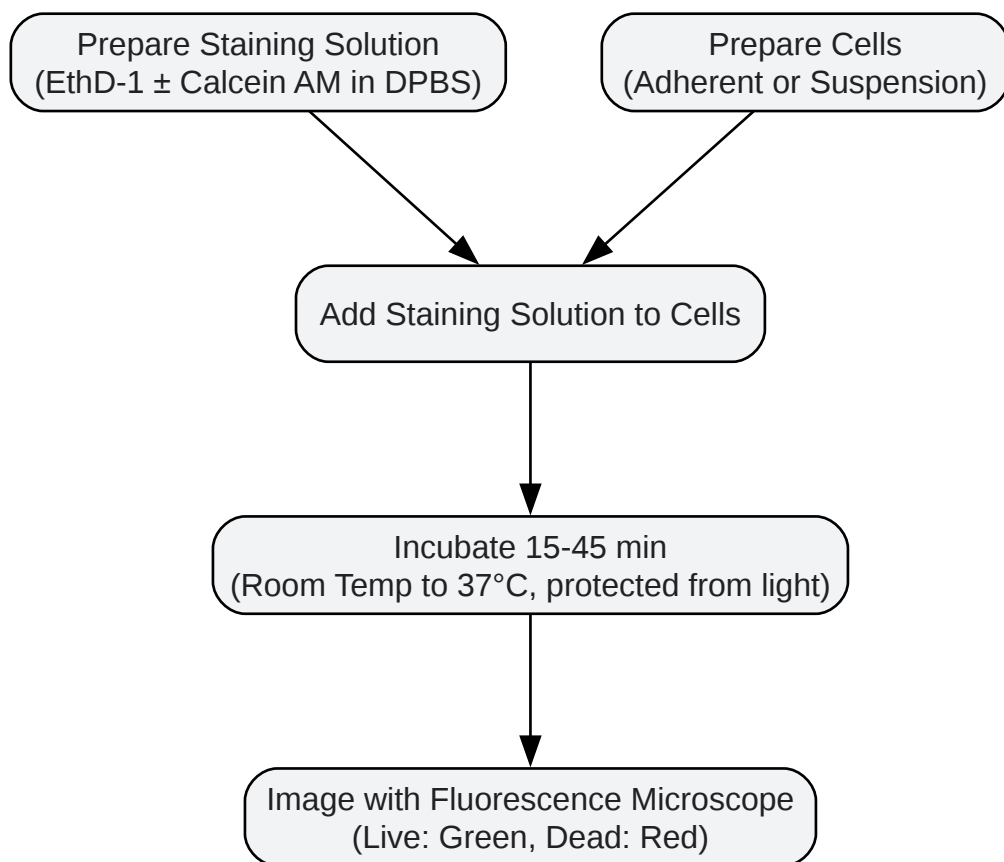 Prepare Staining Solution
(EthD-1 ± Calcein AM in DPBS)
Prepare Cells
(Adherent or Suspension)
Add Staining Solution to Cells
Incubate 15-45 min
(Room Temp to 37°C, protected from light)
Image with Fluorescence Microscope
(Live: Green, Dead: Red)